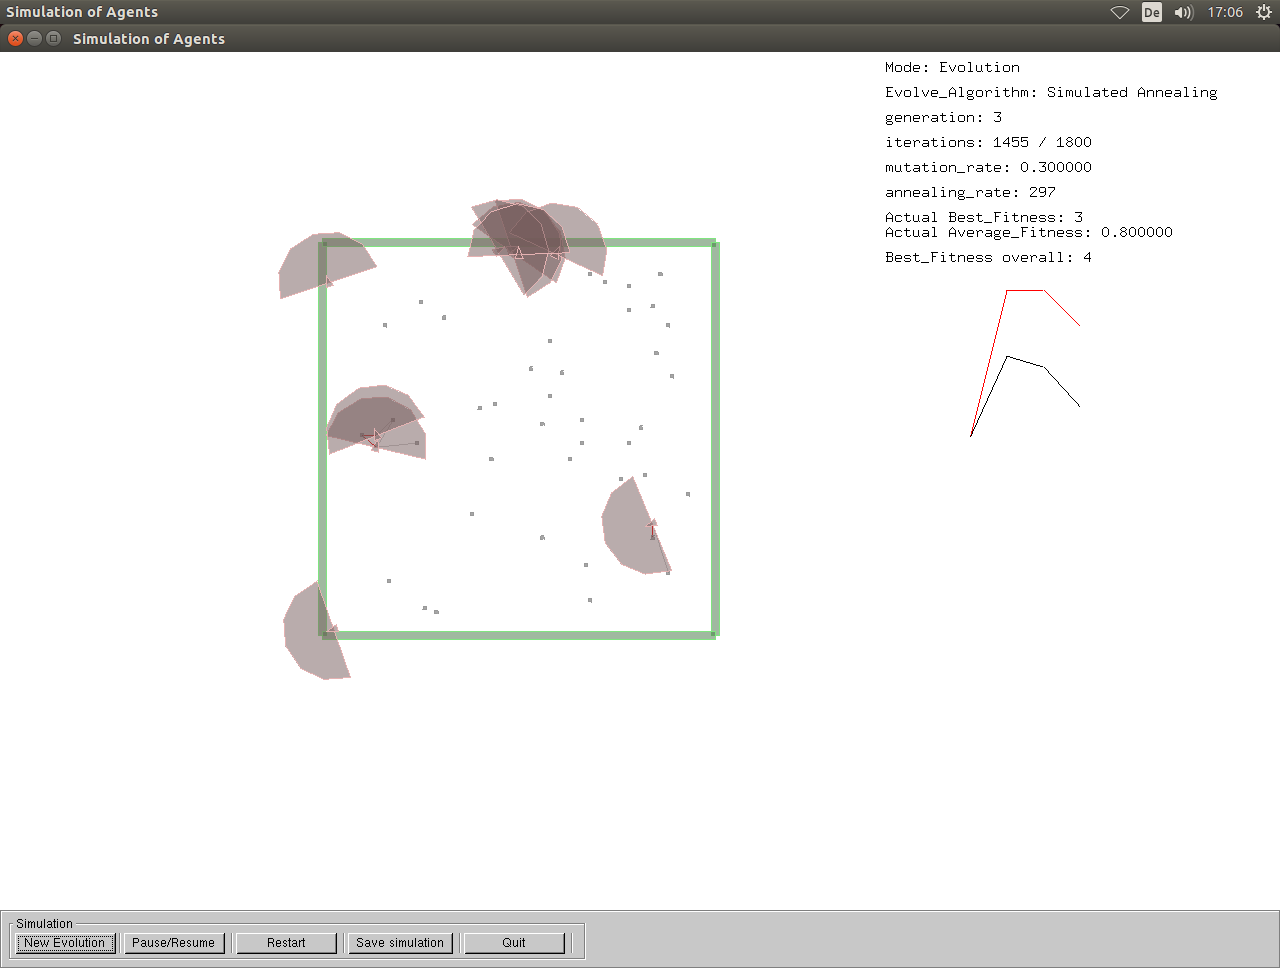 Simulation of Agents
De 17:06
Simulation of Agents
Mode: Evolution
Evolve_Algorithm: Simulated Annealing
generation: 3
iterations: 1455 / 1800
mutation_rate: 0.300000
annealing_rate: 297
Actual Best_Fitness: 3
Actual Average_Fitness: 0.800000
Best_Fitness overall: 4
Simulation
New Evolution Pause/Resume Restart Save simulation Quit